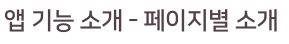 앱 기능 소개 - 페이지별 소개